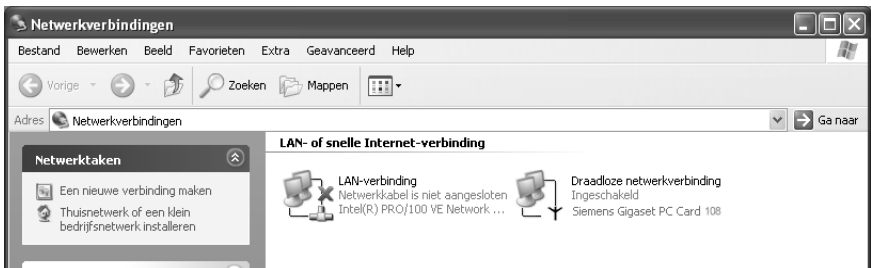 Netwerkverbindingen
Bestand Bewerken Beeld Favorieten Extra Geavanceerd Help
Vorige Zoeken Mappen
Adres Netwerkverbindingen Ga naar
Netwerktaken
Een nieuwe verbinding maken
Thuisnetwerk of een klein
bedrijfsnetwerk installeren
LAN- of snelle Internet-verbinding
LAN-verbinding
Netwerkkabel is niet aangesloten
Intel(R) PRO/100 VE Network ...
Draadloze netwerkverbinding
Ingeschakeld
Siemens Gigaset PC Card 108